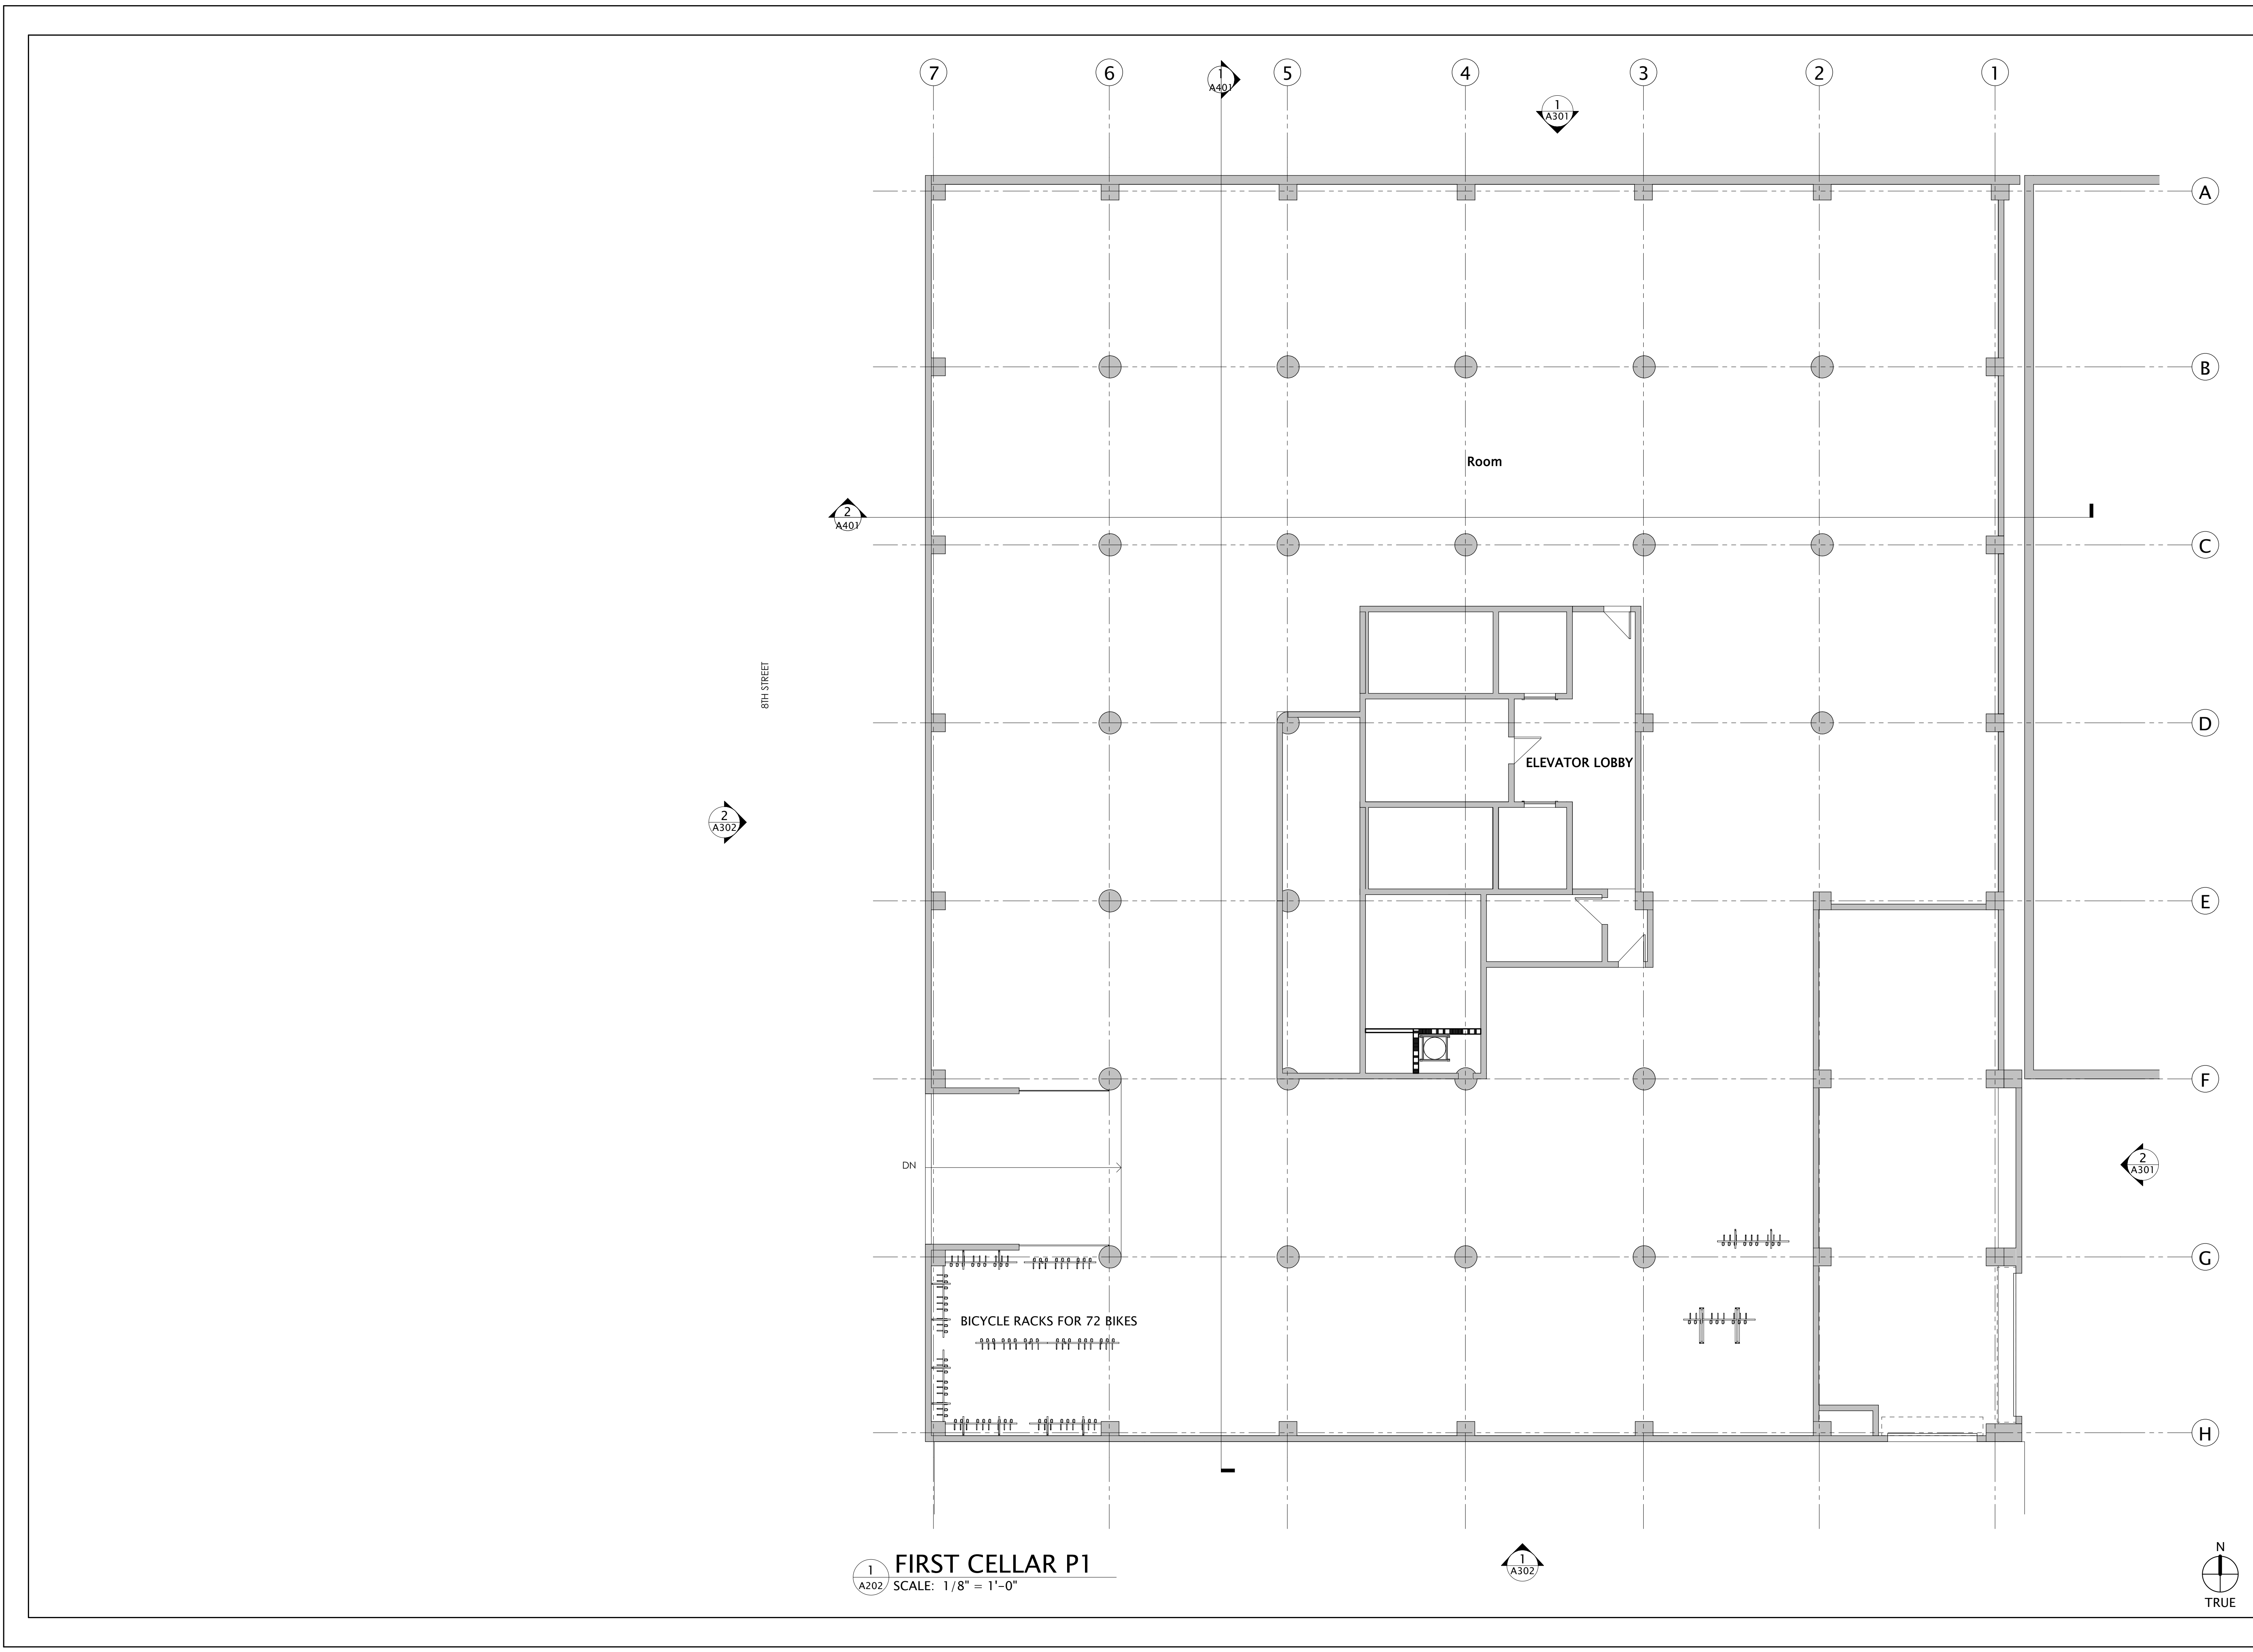 7
6
1
A401
5
4
1
A301
3
2
1
A
B
Room
2
A401
C
8TH STREET
D
ELEVATOR LOBBY
2
A302
E
F
DN
2
A301
G
BICYCLE RACKS FOR 72 BIKES
H
1
A202
FIRST CELLAR P1
SCALE: 1/8" = 1'-0"
1
A302
N
TRUE